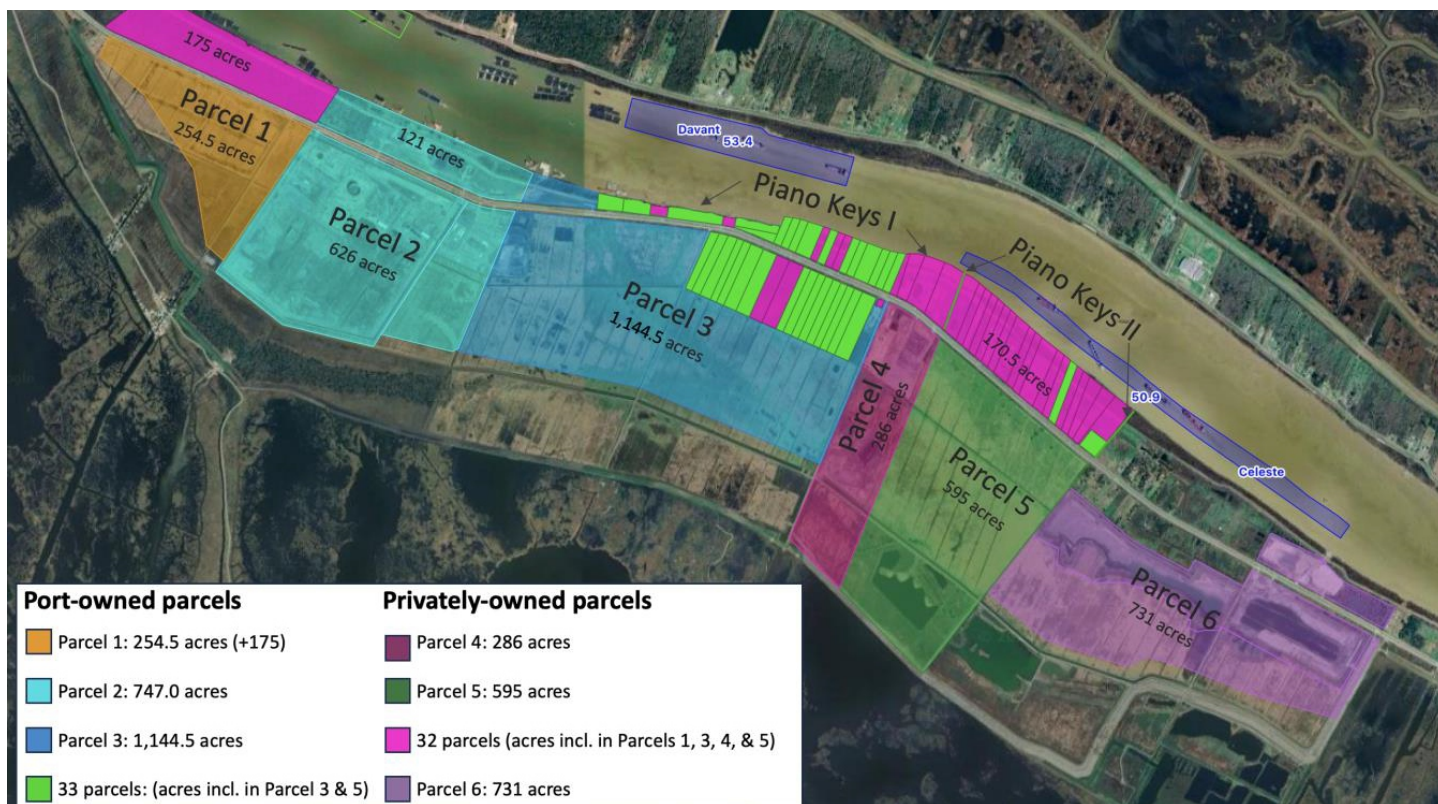 175 acres
Parcel 1
254.5 acres
121 acres
Parcel 2
626 acres
Davant
53.4
Piano Keys I
Piano Keys II
Parcel 3
1,144.5 acres
170.5 acres
50.9
Celeste
Parcel 4
286 acres
Parcel 5
595 acres
Parcel 6
731 acres
Port-owned parcels
Parcel 1: 254.5 acres (+175)
Parcel 2: 747.0 acres
Parcel 3: 1,144.5 acres
33 parcels: (acres incl. in Parcel 3 & 5)
Privately-owned parcels
Parcel 4: 286 acres
Parcel 5: 595 acres
32 parcels (acres incl. in Parcels 1, 3, 4, & 5)
Parcel 6: 731 acres